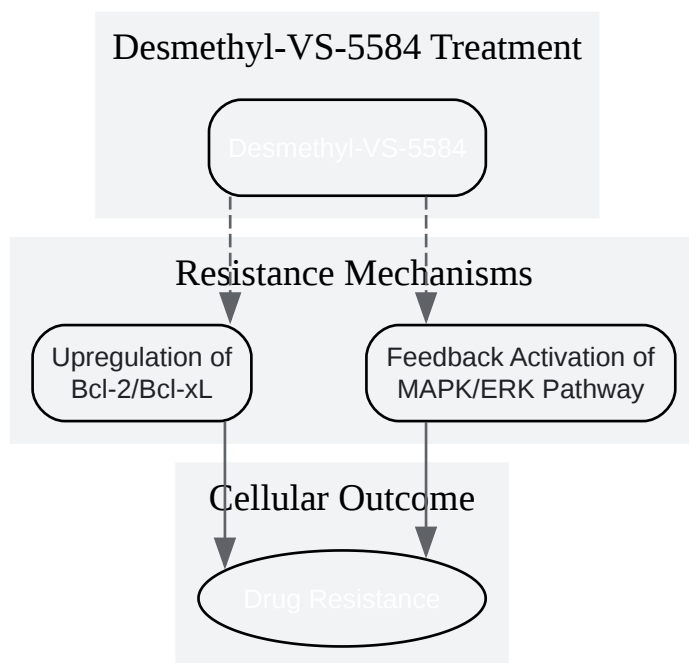 Desmethyl-VS-5584 Treatment
Desmethyl-VS-5584
Resistance Mechanisms
Upregulation of
Bcl-2/Bcl-xL
Feedback Activation of
MAPK/ERK Pathway
Cellular Outcome
Drug Resistance